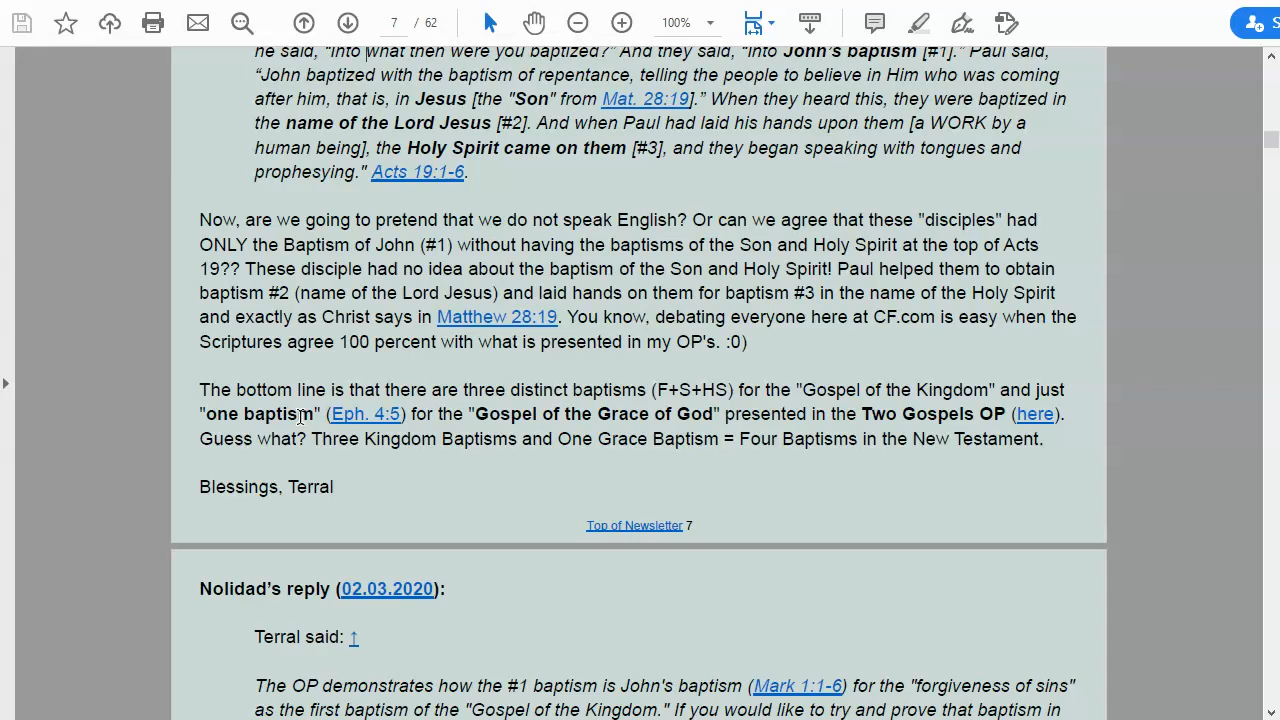 7 / 62
100%
S
he said, “Into what then were you baptized?” And they said, “Into John’s baptism [#1].” Paul said,
“John baptized with the baptism of repentance, telling the people to believe in Him who was coming
after him, that is, in Jesus [the "Son" from Mat. 28:19].” When they heard this, they were baptized in
the name of the Lord Jesus [#2]. And when Paul had laid his hands upon them [a WORK by a
human being], the Holy Spirit came on them [#3], and they began speaking with tongues and
prophesying." Acts 19:1-6.
Now, are we going to pretend that we do not speak English? Or can we agree that these "disciples" had
ONLY the Baptism of John (#1) without having the baptisms of the Son and Holy Spirit at the top of Acts
19?? These disciple had no idea about the baptism of the Son and Holy Spirit! Paul helped them to obtain
baptism #2 (name of the Lord Jesus) and laid hands on them for baptism #3 in the name of the Holy Spirit
and exactly as Christ says in Matthew 28:19. You know, debating everyone here at CF.com is easy when the
Scriptures agree 100 percent with what is presented in my OP's. :0)
The bottom line is that there are three distinct baptisms (F+S+HS) for the "Gospel of the Kingdom" and just
"one baptism" (Eph. 4:5) for the "Gospel of the Grace of God" presented in the Two Gospels OP (here).
Guess what? Three Kingdom Baptisms and One Grace Baptism = Four Baptisms in the New Testament.
Blessings, Terral
Top of Newsletter 7
Nolidad’s reply (02.03.2020):
Terral said: ↑
The OP demonstrates how the #1 baptism is John's baptism (Mark 1:1-6) for the "forgiveness of sins"
as the first baptism of the "Gospel of the Kingdom." If you would like to try and prove that baptism in